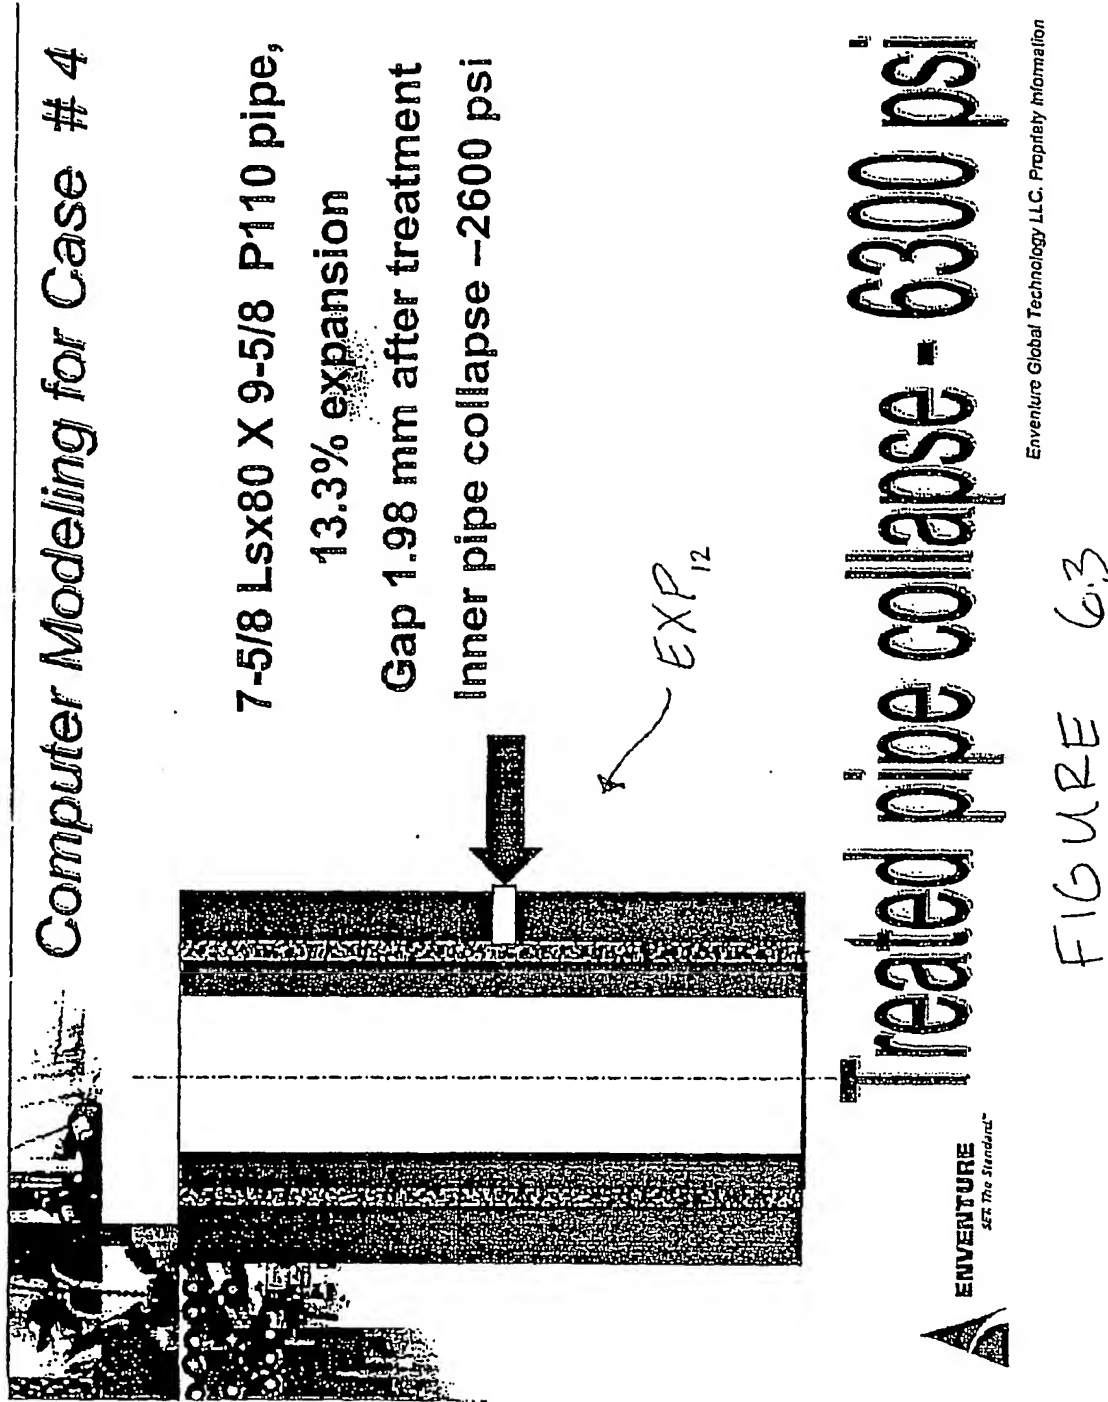 Computer Modeling for Case # 4
7-5/8 Lsx80 X 9-5/8 P110 pipe,
13.3% expansion
Gap 1.98 mm after treatment
Inner pipe collapse –2600 psi
EXP12
Treated pipe collapse - 6300 psi
ENVENTURE
SET. The Standard.™
Enventure Global Technology LLC. Propriety Information
FIGURE 63